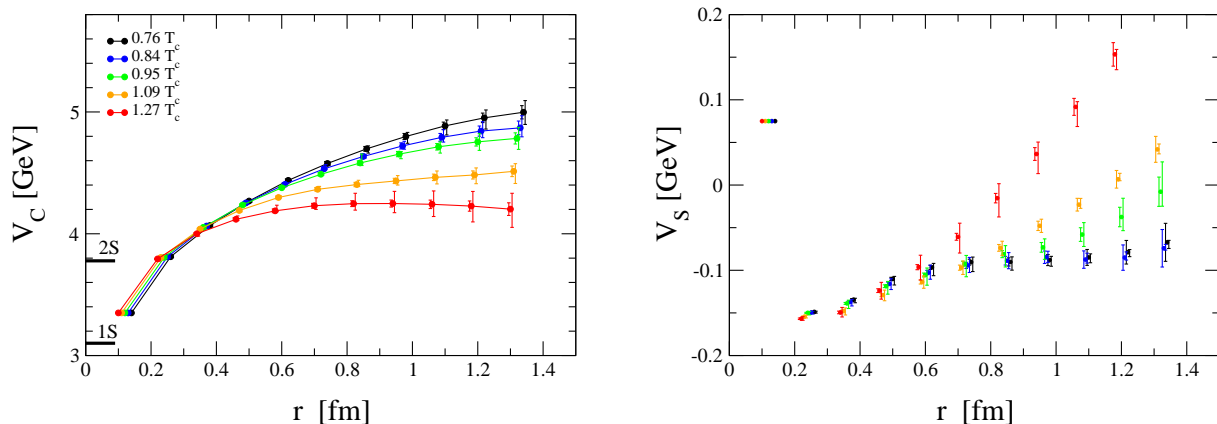 0.76 T_c
0.84 T_c
0.95 T_c
1.09 T_c
1.27 T_c
5
4
3
2S
1S
V_C [GeV]
0 0.2 0.4 0.6 0.8 1 1.2 1.4
r [fm]
0.2
0.1
0
-0.1
-0.2
V_S [GeV]
0 0.2 0.4 0.6 0.8 1 1.2 1.4
r [fm]